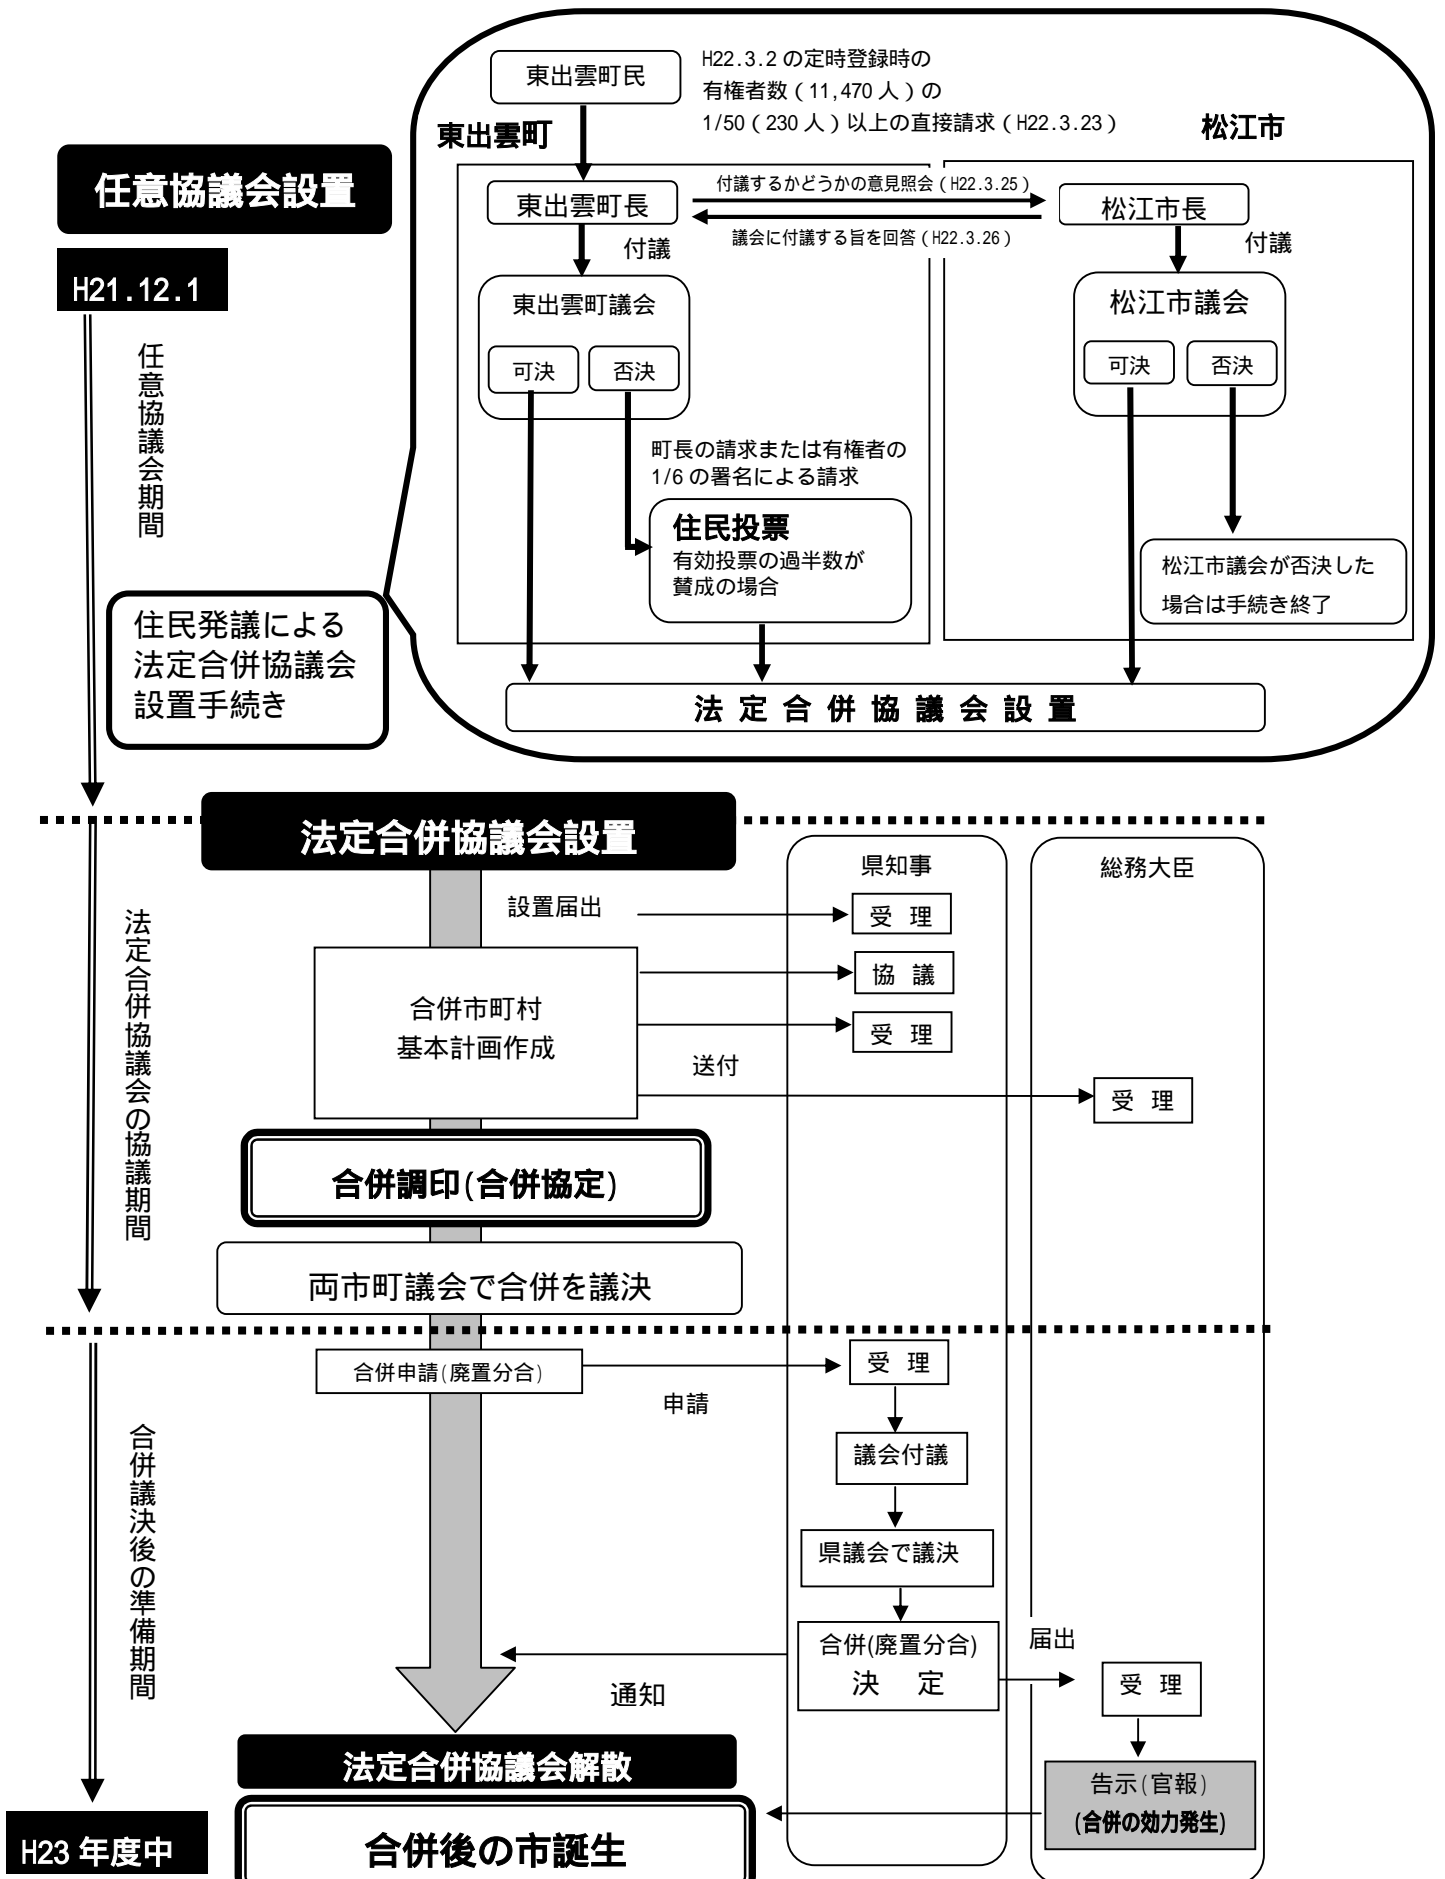 東出雲町民
H22.3.2 の定時登録時の
有権者数（11,470 人）の
1/50（230 人）以上の直接請求（H22.3.23）
東出雲町
松江市
任意協議会設置
H21.12.1
東出雲町長
付議するかどうかの意見照会（H22.3.25）
議会に付議する旨を回答（H22.3.26）
松江市長
付議
付議
東出雲町議会
可決
否決
松江市議会
可決
否決
任意協議会期間
町長の請求または有権者の
1/6 の署名による請求
住民投票
有効投票の過半数が
賛成の場合
松江市議会が否決した
場合は手続き終了
住民発議による
法定合併協議会
設置手続き
法 定 合 併 協 議 会 設 置
法定合併協議会設置
県知事
総務大臣
設置届出
受 理
法定合併協議会の協議期間
合併市町村
基本計画作成
協 議
受 理
送付
受 理
合併調印(合併協定)
両市町議会で合併を議決
合併申請(廃置分合)
申請
受 理
議会付議
県議会で議決
合併議決後の準備期間
合併(廃置分合)
決 定
届出
受 理
通知
法定合併協議会解散
告示(官報)
(合併の効力発生)
H23 年度中
合併後の市誕生